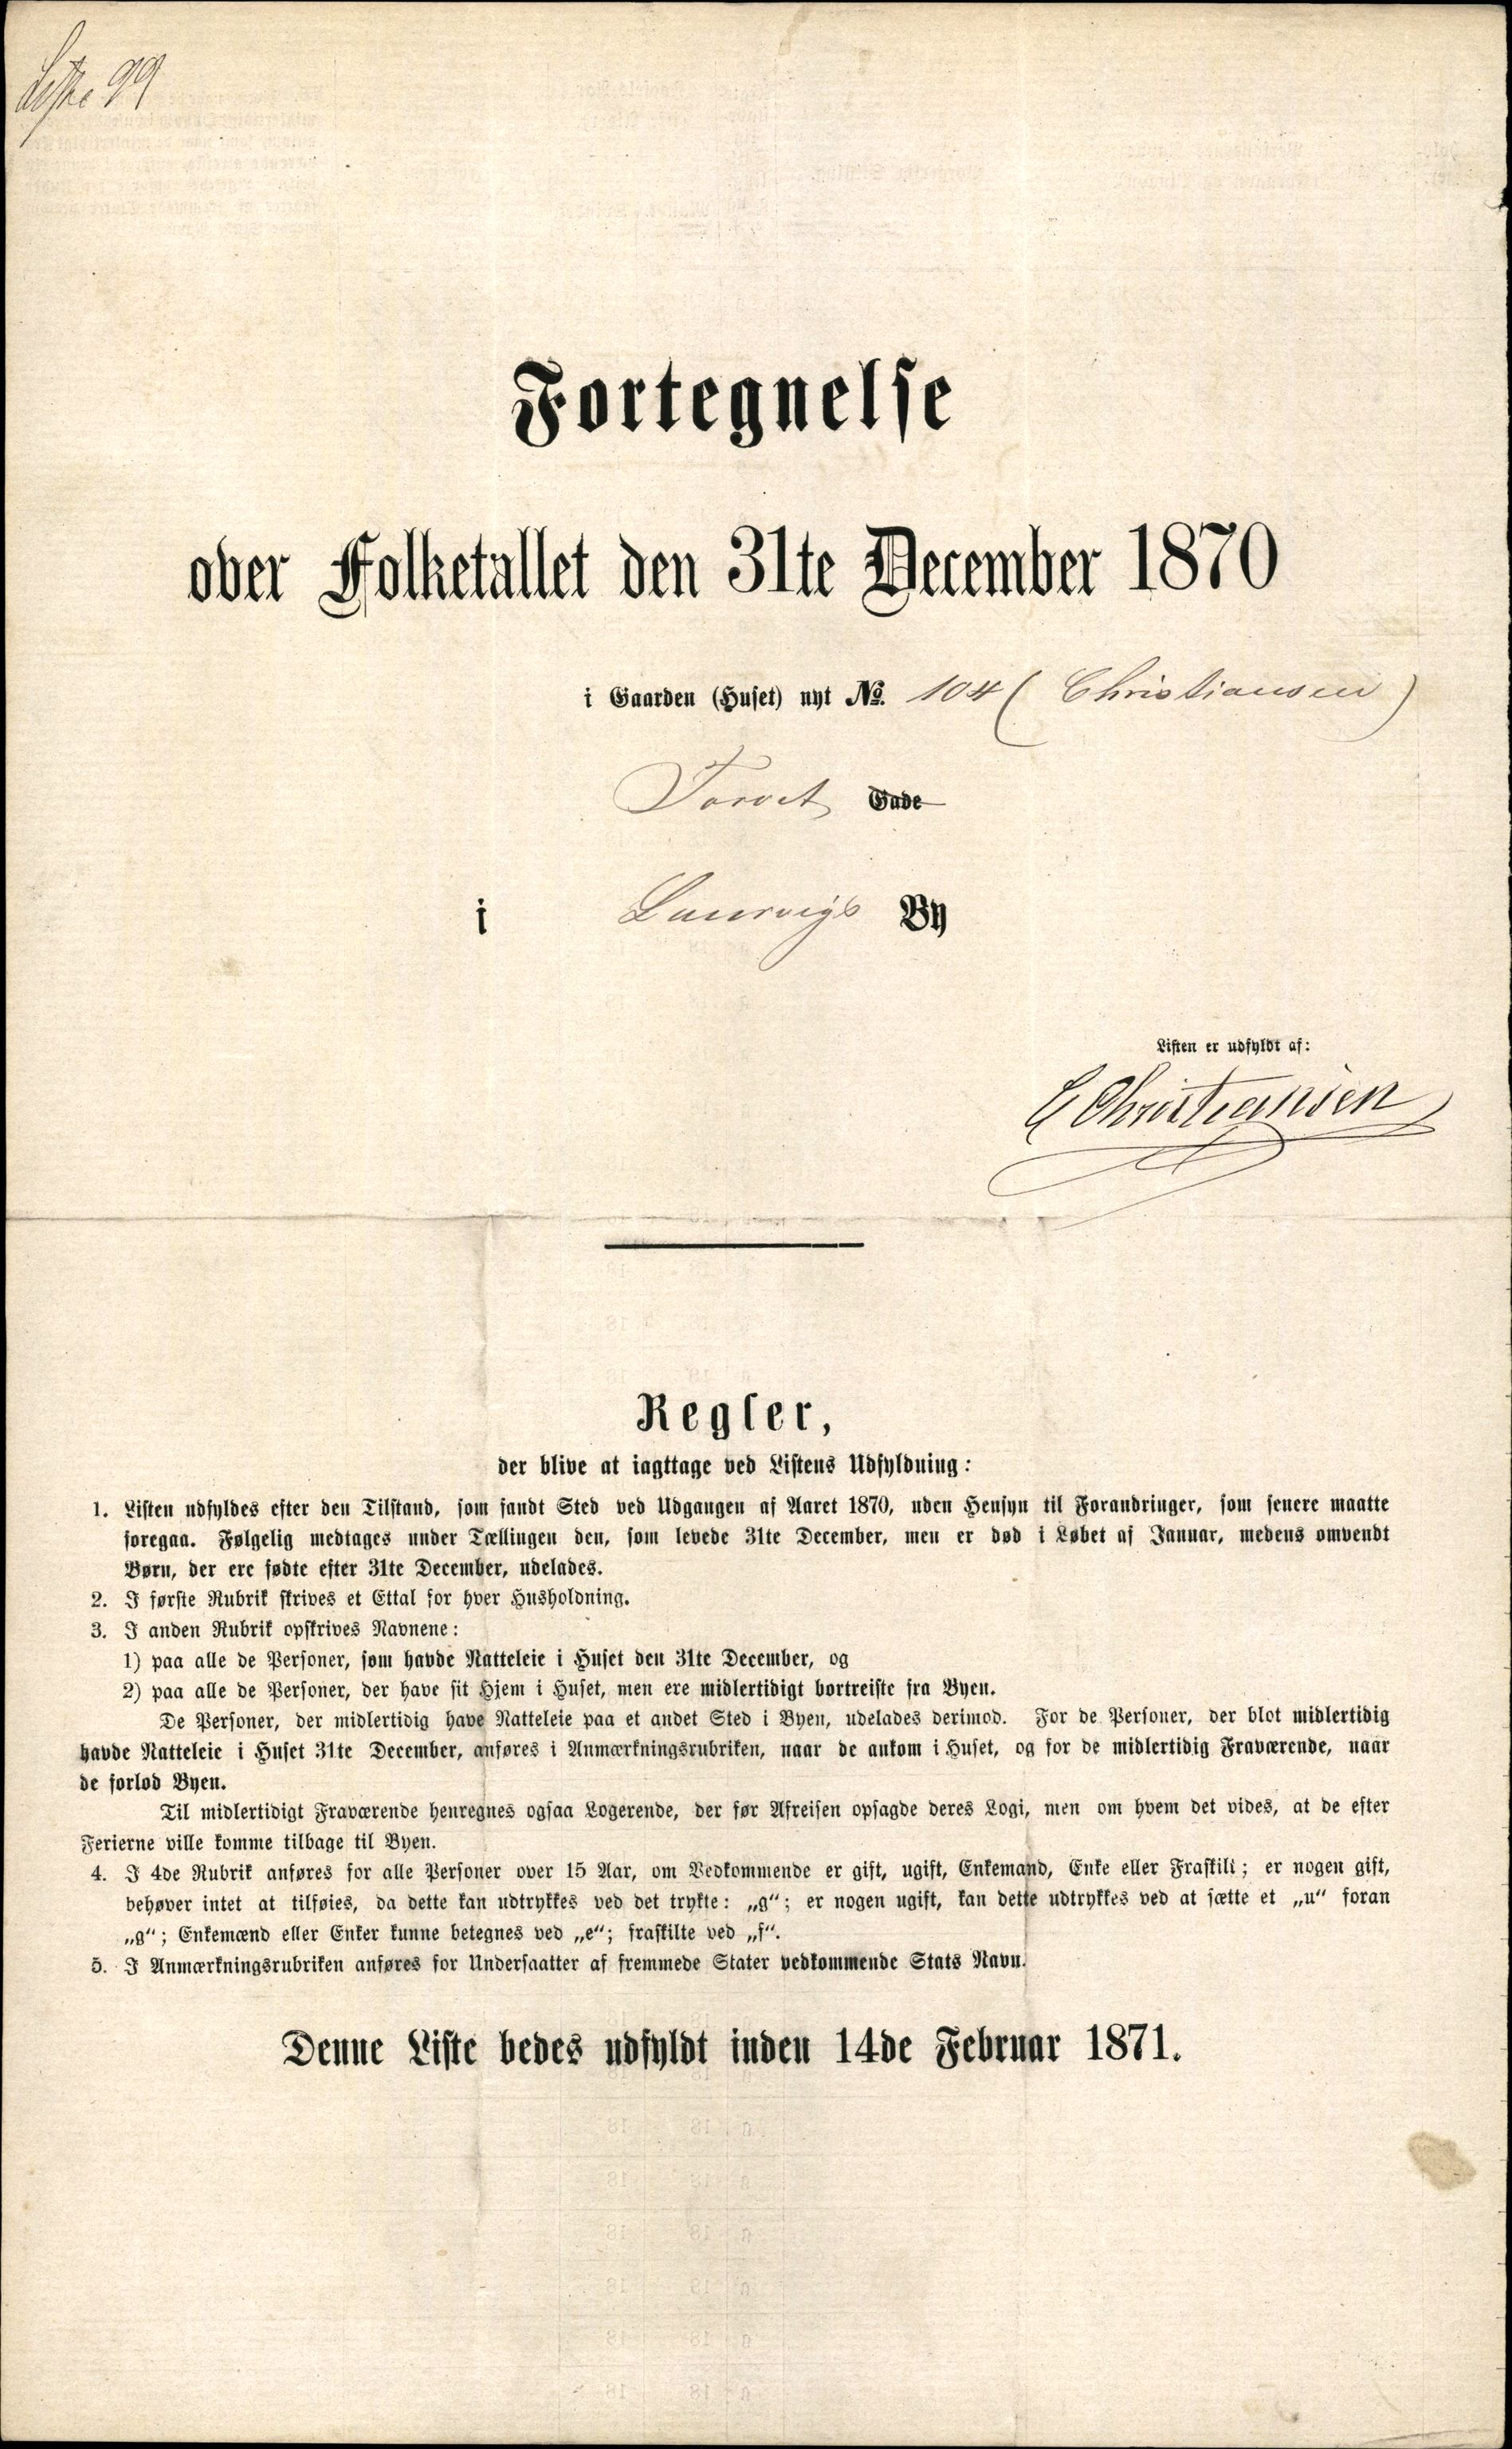 Liste 99
Fortegnelse
over Folketallet den 31te December 1870
i Gaarden (Huset) nyt No. 104 ( Christiansen )
Torvet Gade
i Laurvigs By
Listen er udfyldt af:
C Christiansen
Regler,
der blive at iagttage ved Listens Udfyldning:
1. Listen udfyldes efter den Tilstand, som fandt Sted ved Udgangen af Aaret 1870, uden Hensyn til Forandringer, som senere maatte
foregaa. Følgelig medtages under Tællingen den, som levede 31te December, men er død i Løbet af Januar, medens omvendt
Børn, der ere fødte efter 31te December, udelades.
2. I første Rubrik skrives et Ettal for hver Husholdning.
3. I anden Rubrik opskrives Navnene:
1) paa alle de Personer, som havde Natteleie i Huset den 31te December, og
2) paa alle de Personer, der have sit Hjem i Huset, men ere midlertidigt bortreiste fra Byen.
De Personer, der midlertidig have Natteleie paa et andet Sted i Byen, udelades derimod. For de Personer, der blot midlertidig
havde Natteleie i Huset 31te December, anføres i Anmærkningsrubriken, naar de ankom i Huset, og for de midlertidig Fraværende, naar
de forlod Byen.
Til midlertidigt Fraværende henregnes ogsaa Logerende, der før Afreisen opsagde deres Logi, men om hvem det vides, at de efter
Ferierne ville komme tilbage til Byen.
4. I 4de Rubrik anføres for alle Personer over 15 Aar, om Vedkommende er gift, ugift, Enkemand, Enke eller Fraskilt; er nogen gift,
behøver intet at tilføies, da dette kan udtrykkes ved det trykte: „g“; er nogen ugift, kan dette udtrykkes ved at sætte et „u“ foran
„g“; Enkemænd eller Enker kunne betegnes ved „e“; fraskilte ved „f“.
5. I Anmærkningsrubriken anføres for Undersaatter af fremmede Stater vedkommende Stats Navn.
Denne Liste bedes udfyldt inden 14de Februar 1871.